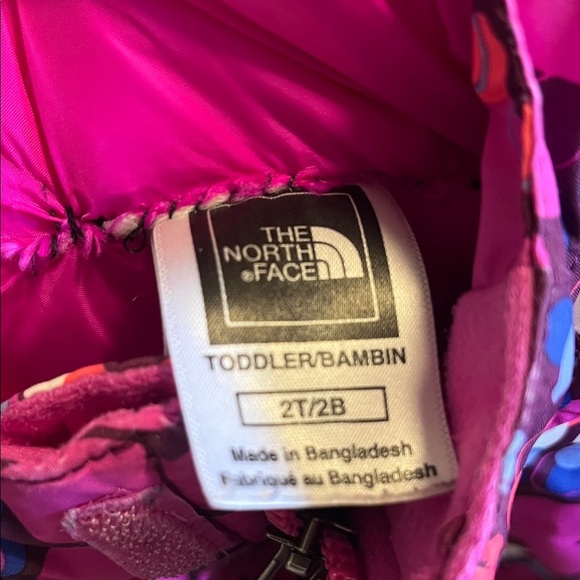 THE
NORTH
FACE
TODDLER/BAMBIN
2T/2B
Made in Bangladesh
Fabriqué au Bangladesh